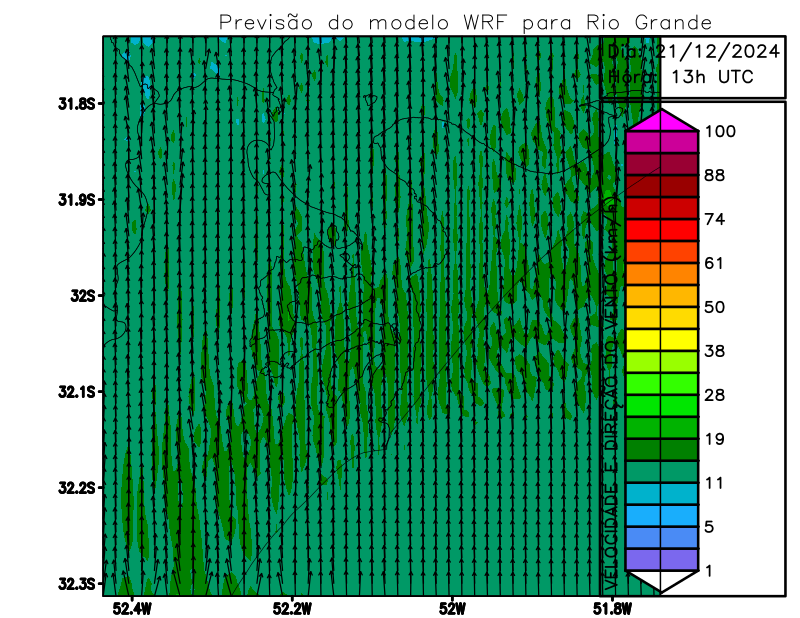 Previsão do modelo WRF para Rio Grande
Dia: 21/12/2024
Hora: 13h UTC
31.8S
31.9S
32S
32.1S
32.2S
32.3S
52.4W
52.2W
52W
51.8W
VELOCIDADE E DIREÇÃO DO VENTO (km/h)
100
88
74
61
50
38
28
19
11
5
1